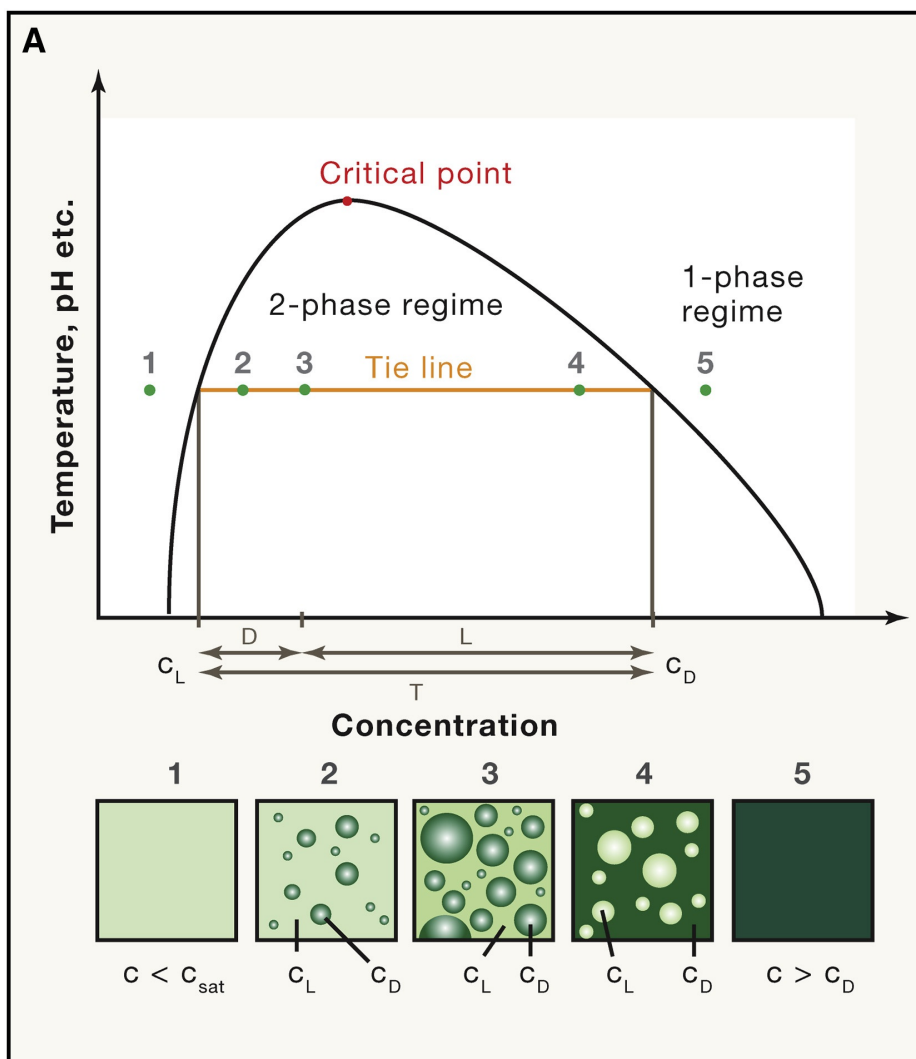 A
Temperature, pH etc.
Critical point
2-phase regime
1-phase
regime
1
2
3
Tie line
4
5
D
L
C_L
C_D
T
Concentration
1
2
3
4
5
C < C_sat
C_L
C_D
C_L
C_D
C_L
C_D
C > C_D